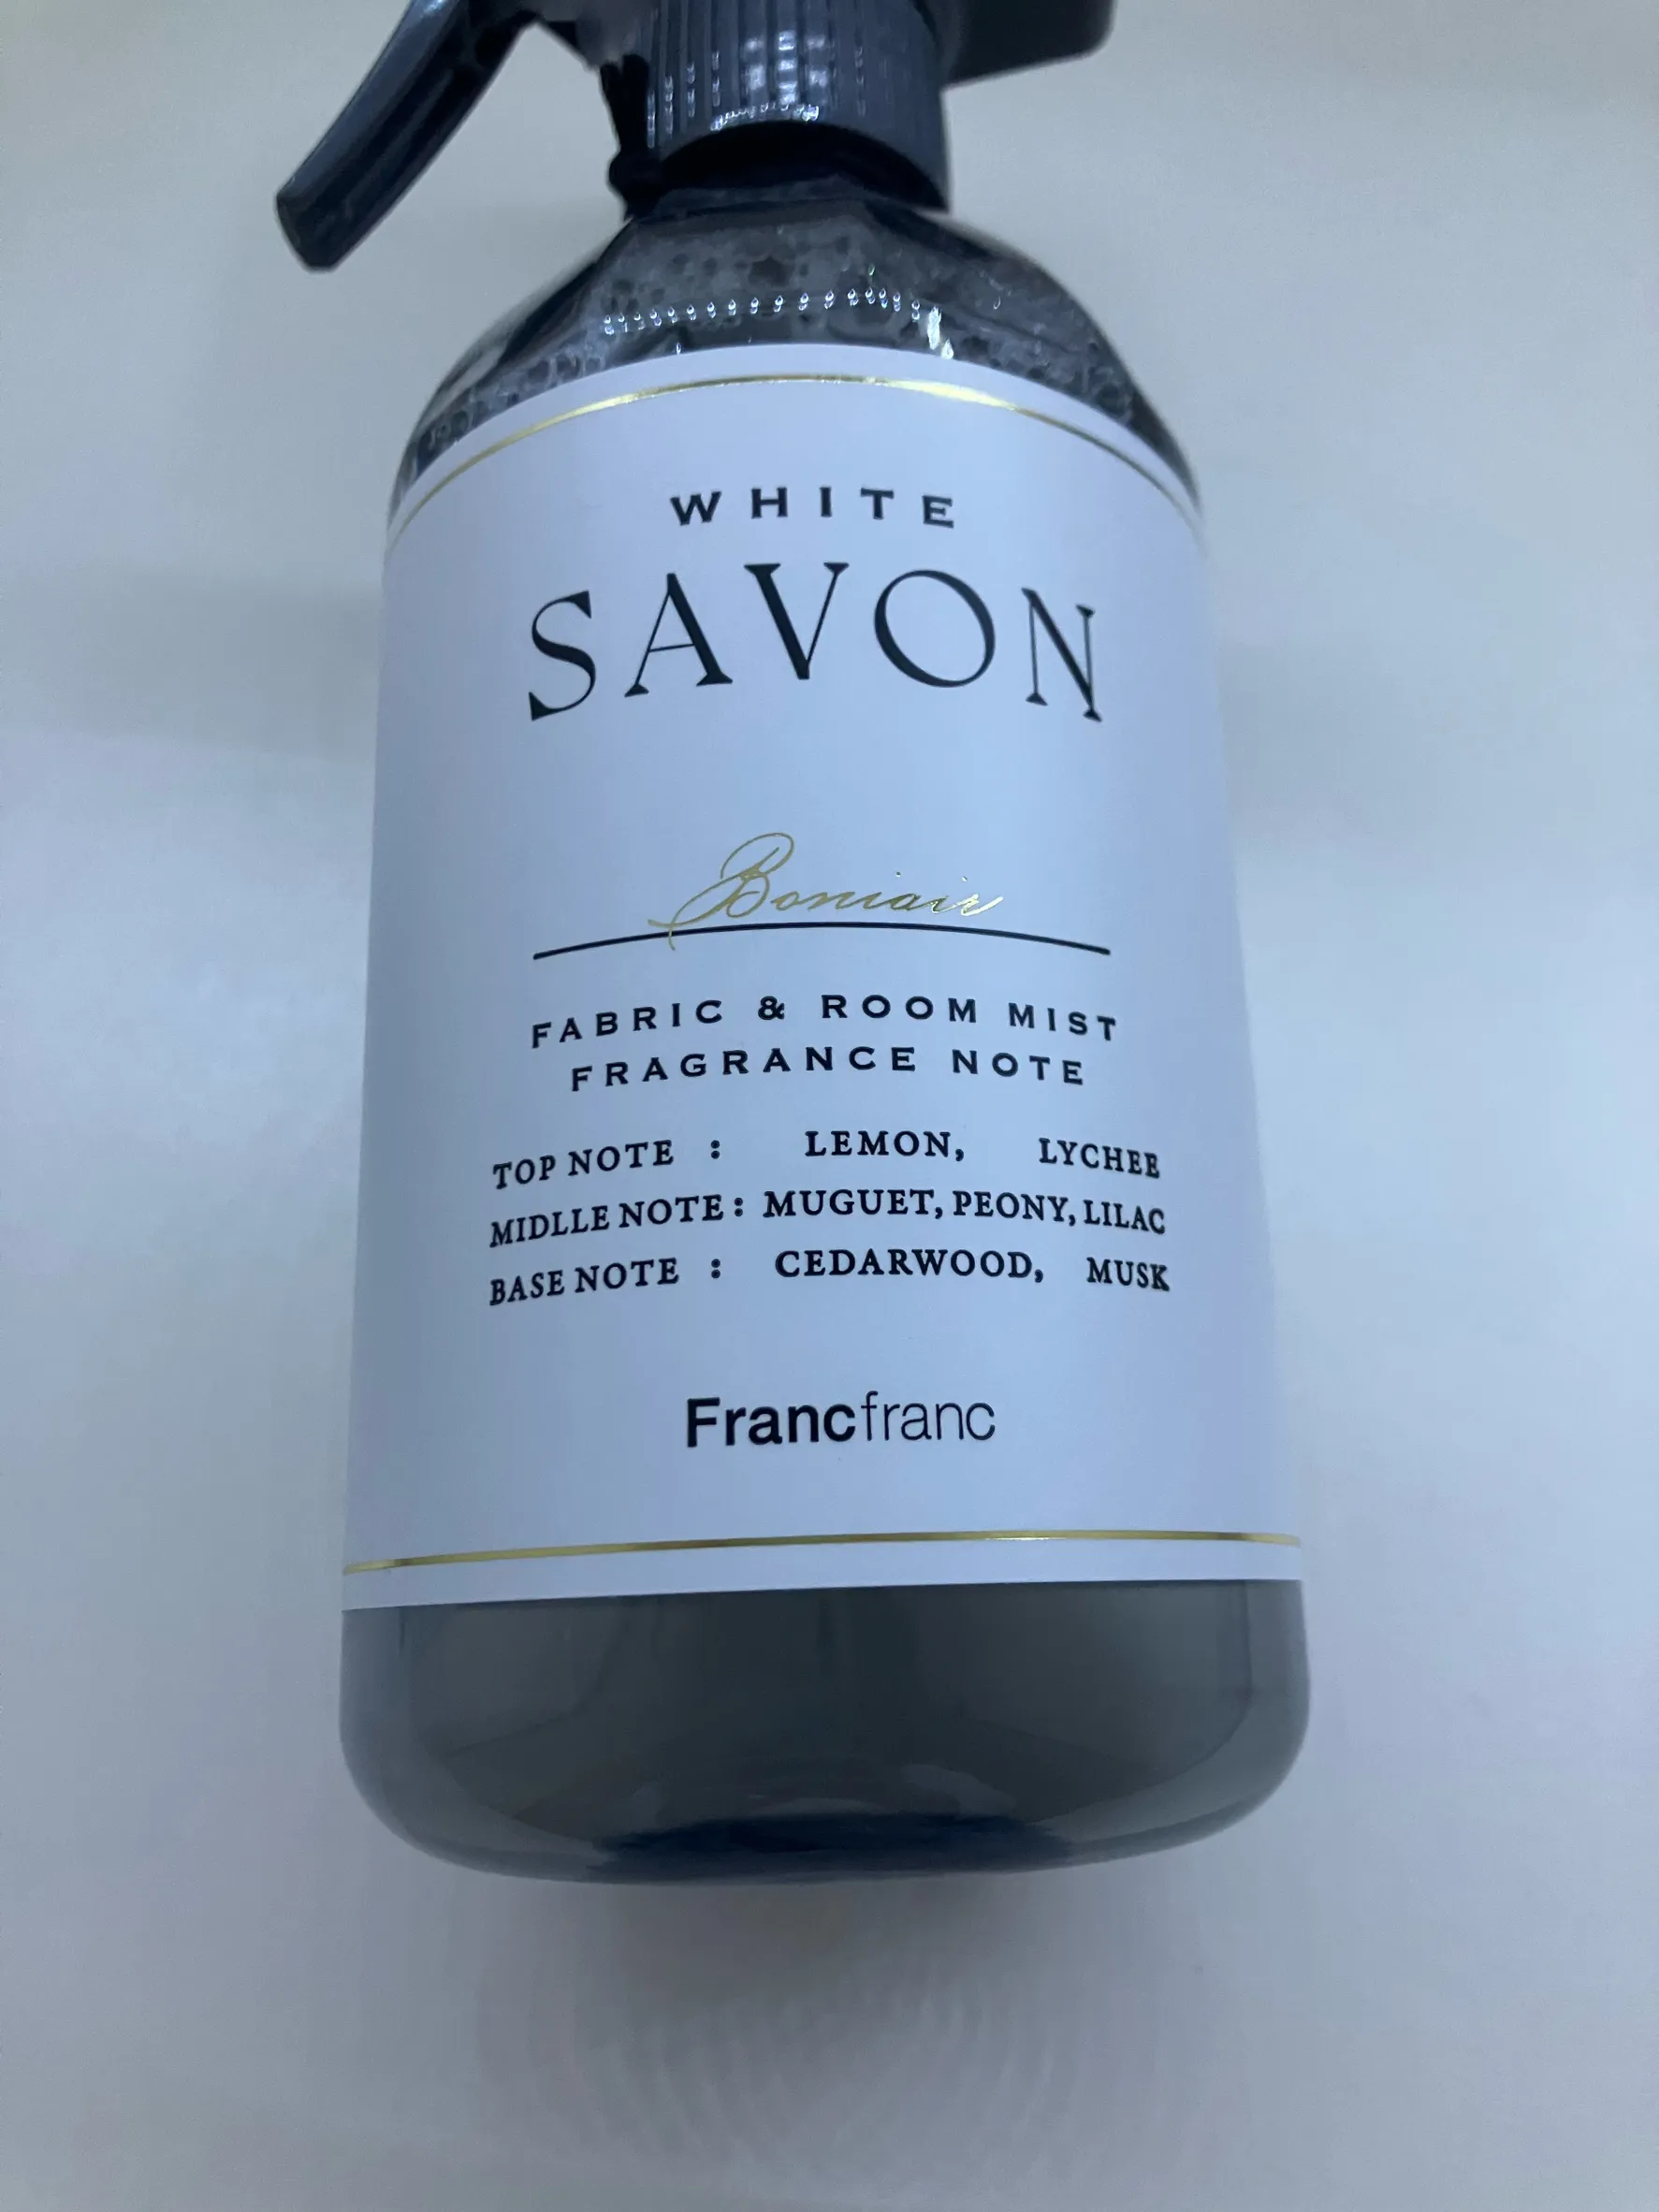 WHITE
SAVON
Boniair
FABRIC & ROOM MIST
FRAGRANCE NOTE
TOP NOTE : LEMON, LYCHEE
MIDLLE NOTE : MUGUET, PEONY, LILAC
BASE NOTE : CEDARWOOD, MUSK
Francfranc